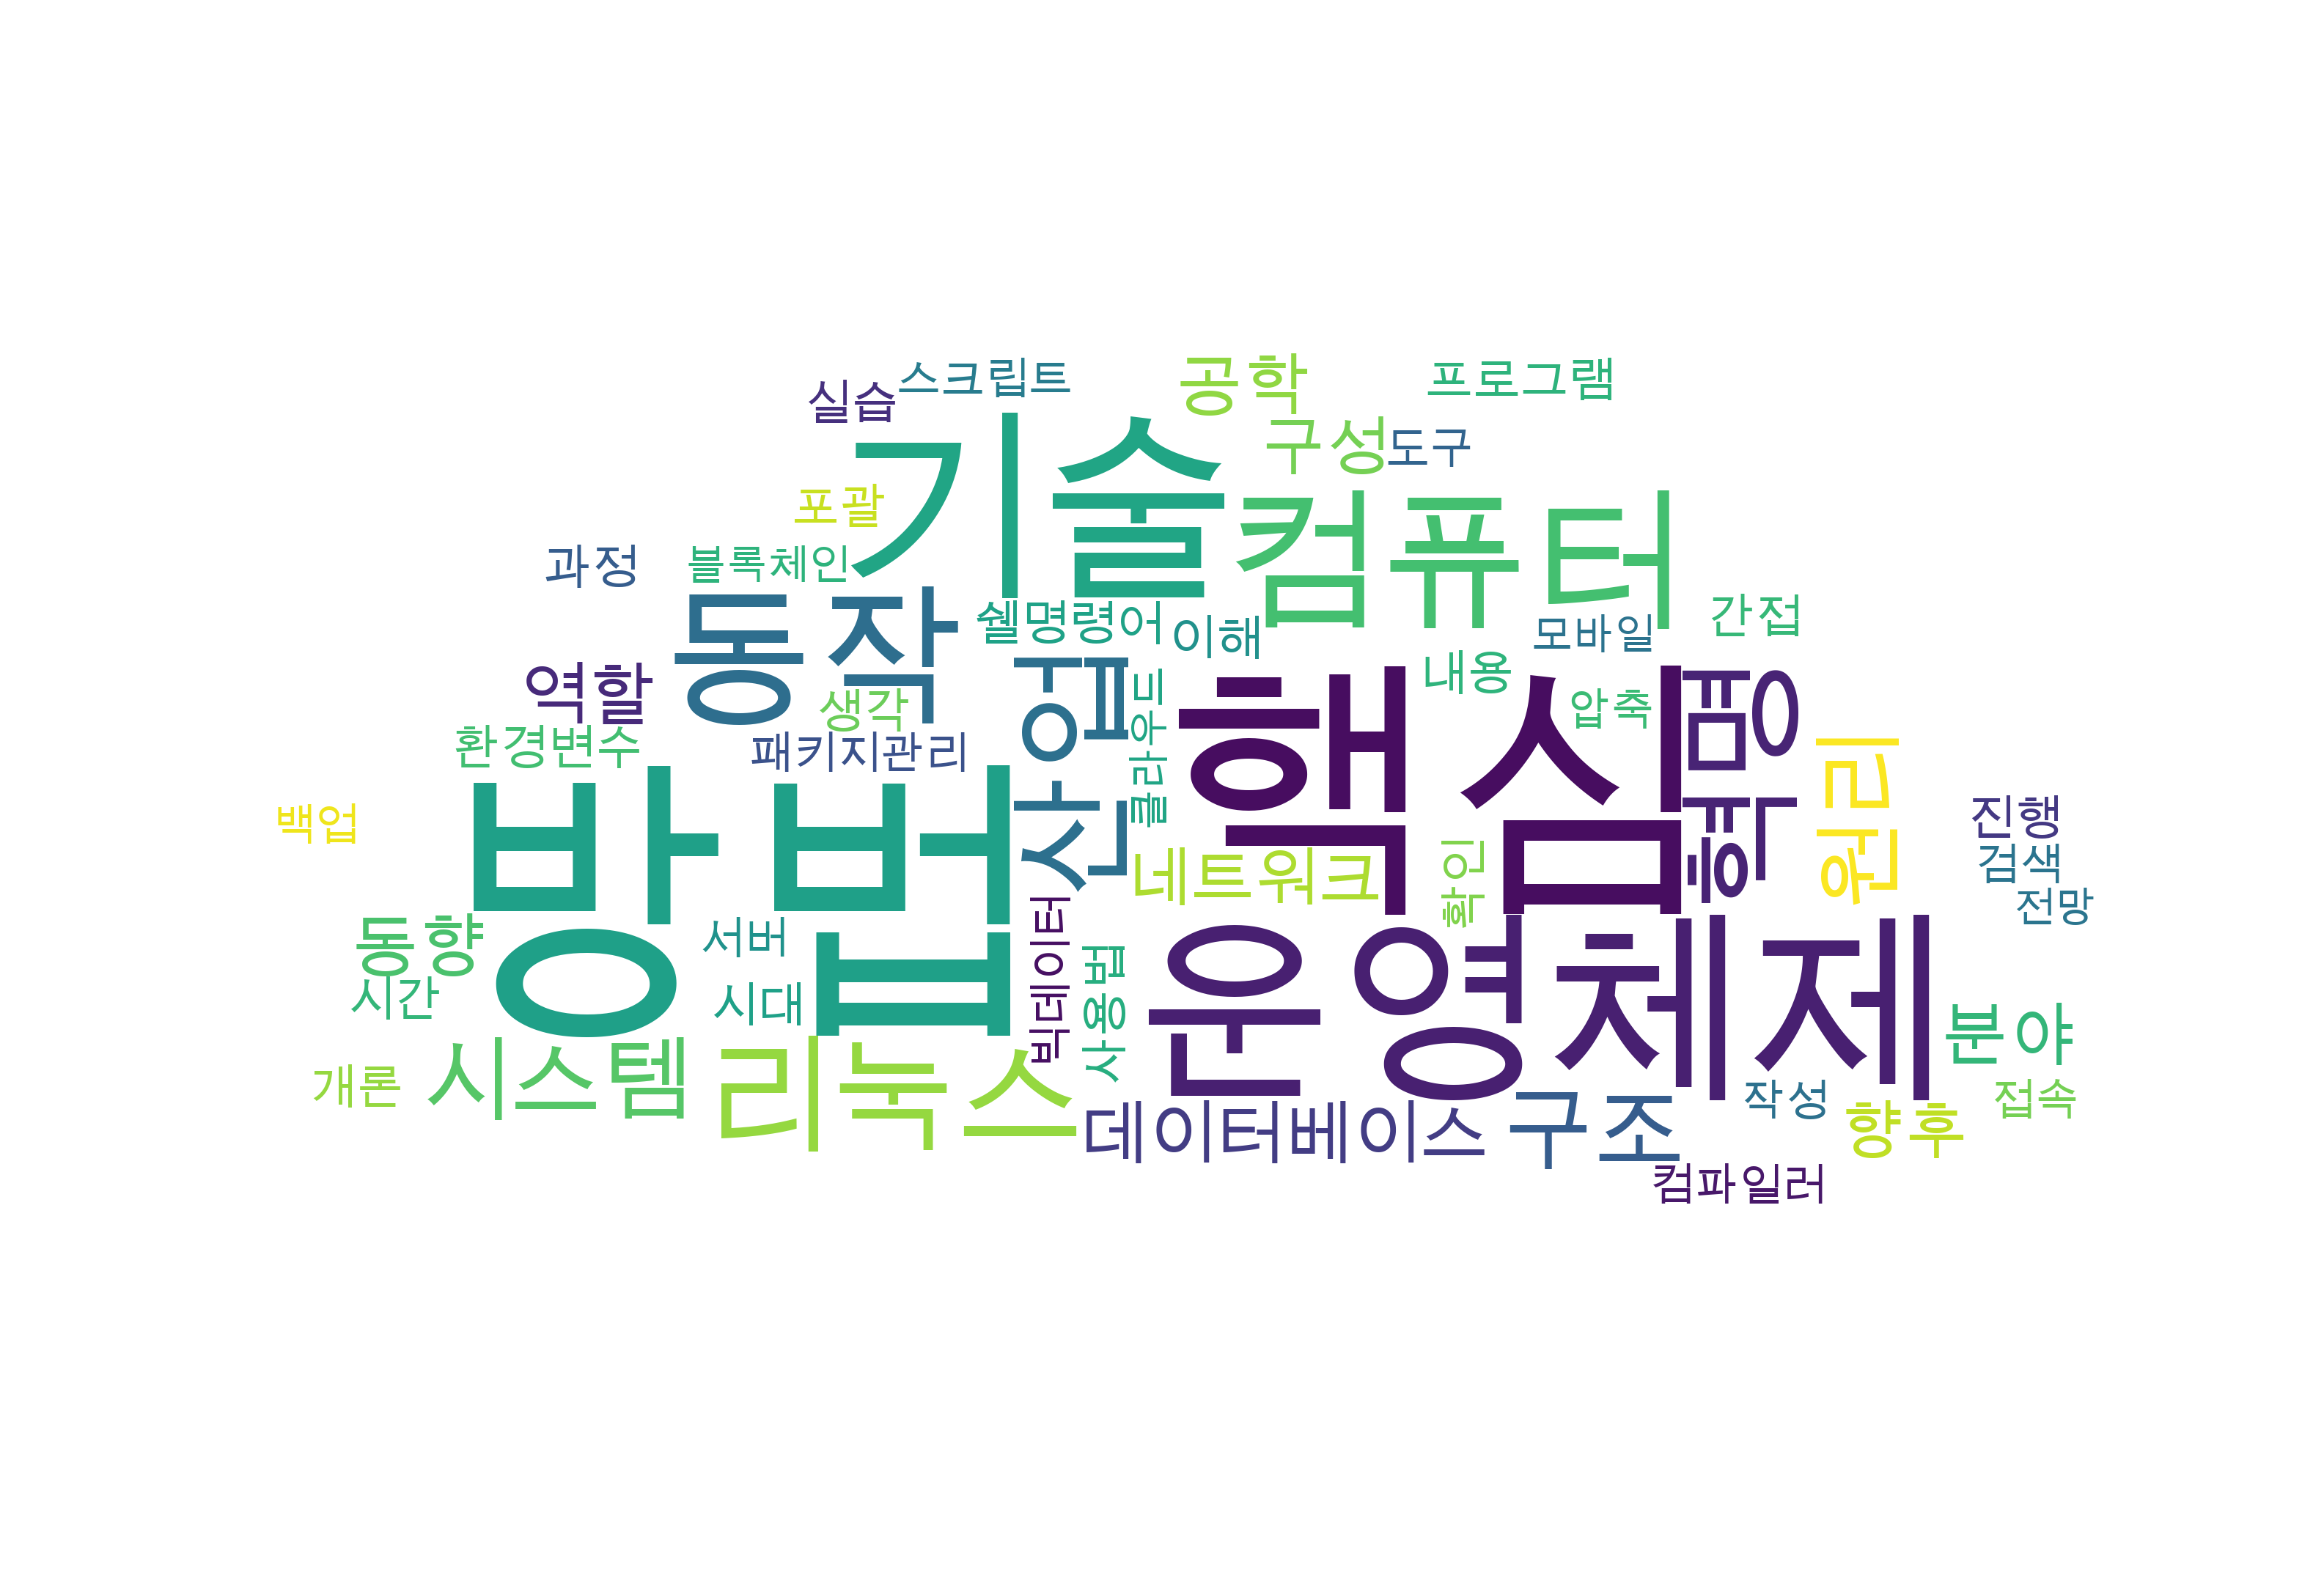 스크립트
공학
프로그램
실습
기술
구성
도구
포괄
컴퓨터
과정
블록체인
동작
쉘명령어
이해
모바일
간접
역할
생각
내용
압축
환경변수
패키지관리
산업
클라우드
핵심
응용
원리
백업
방법
네트워크
확인
진행
검색
전망
동향
서버
빅데이터
사용법
운영체제
시간
시대
분야
개론
시스템
리눅스
데이터베이스
구조
작성
향후
접속
컴파일러